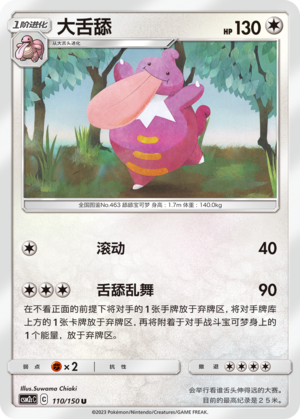 1阶进化
大舌舔
HP 130
从大舌头进化
全国图鉴No.463 舔舔宝可梦 身高:1.7m 体重:140.0kg
滚动 40
舌舔乱舞 90
在不看正面的前提下将对手的1张手牌放于弃牌区,将对手牌库
上方的1张卡牌放于弃牌区,再将附着于对手战斗宝可梦身上的
1个能量,放于弃牌区。
弱点 ×2 抵抗力 撤退
会举行看谁舌头伸得远的大赛。
目前的最高纪录是25米。
Illus.Suwama Chiaki
CSM2c C C 110/150 U
©2023 Pokémon/Nintendo/Creatures/GAME FREAK.